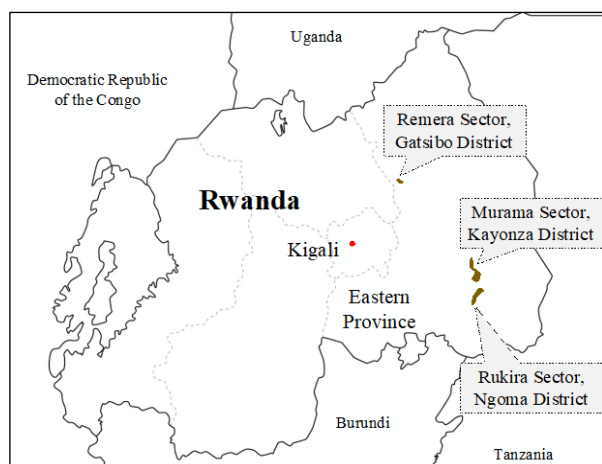 Uganda
Democratic Republic
of the Congo
Remera Sector,
Gatsibo District
Rwanda
Murama Sector,
Kayonza District
Kigali
Eastern
Province
Rukira Sector,
Ngoma District
Burundi
Tanzania